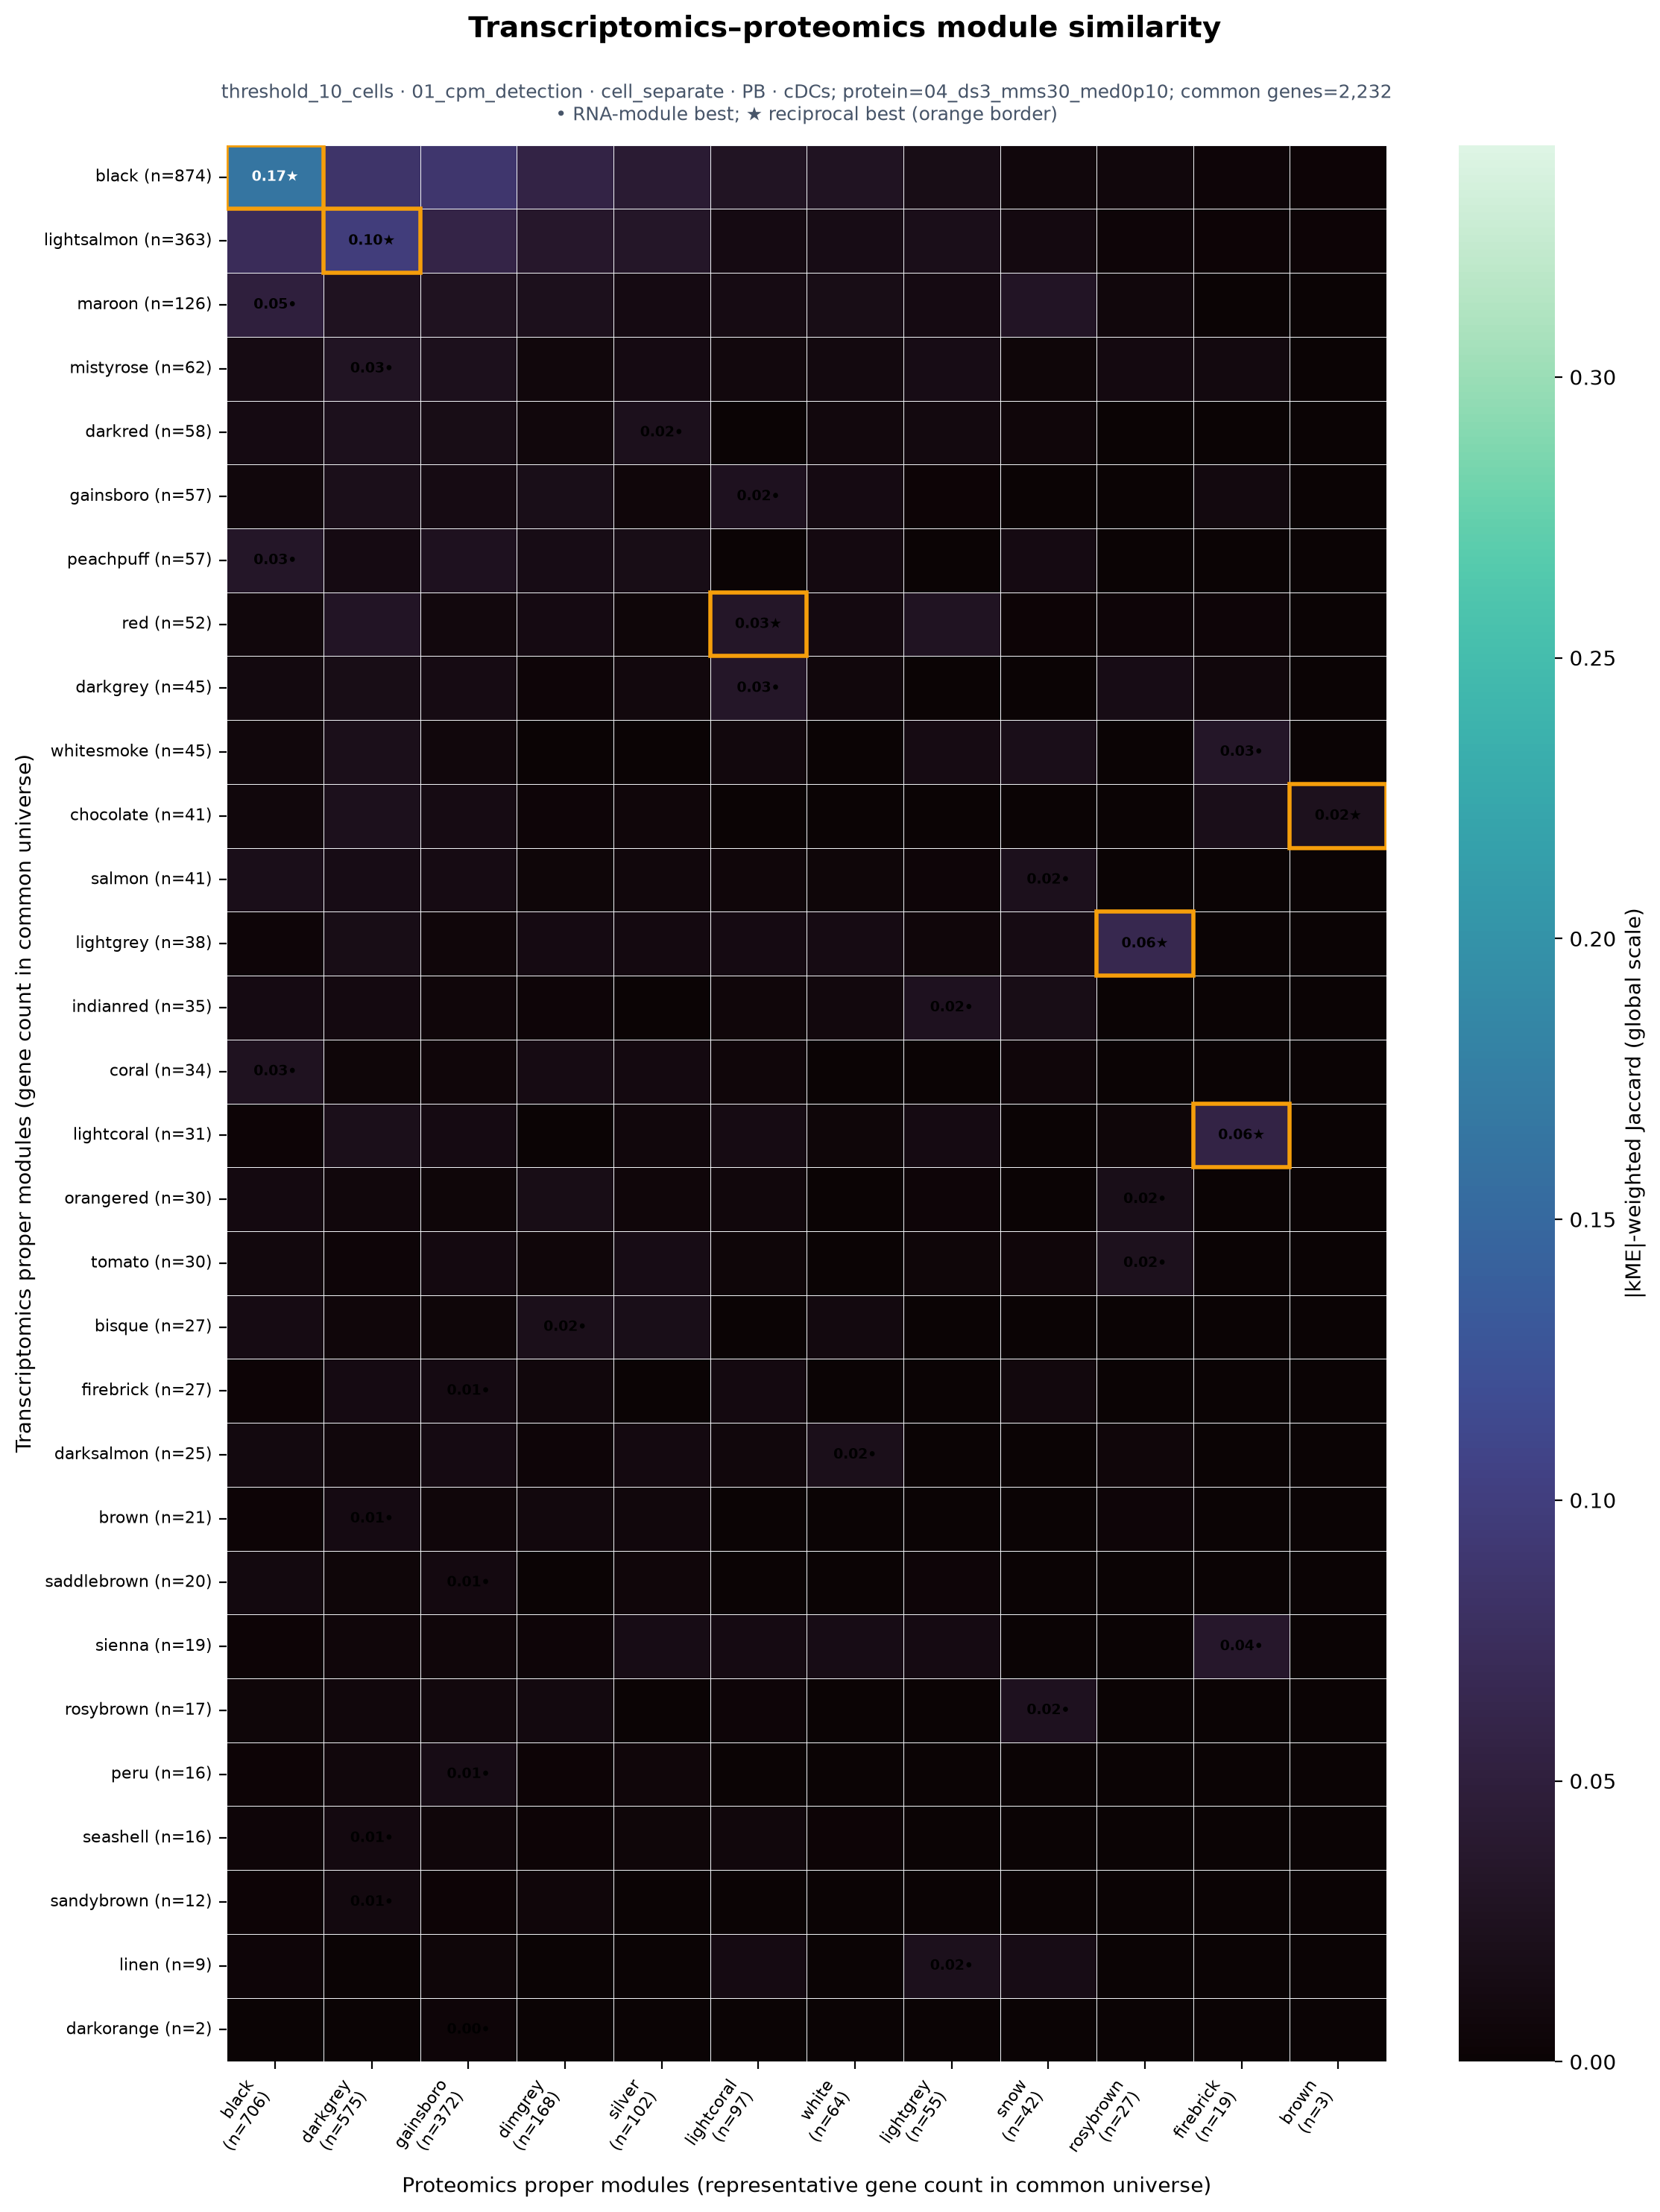 Transcriptomics–proteomics module similarity
threshold_10_cells · 01_cpm_detection · cell_separate · PB · cDCs; protein=04_ds3_mms30_med0p10; common genes=2,232
• RNA-module best; ★ reciprocal best (orange border)
black (n=874)
0.17★
lightsalmon (n=363)
0.10★
maroon (n=126)
0.05•
mistyrose (n=62)
0.03•
darkred (n=58)
0.02•
gainsboro (n=57)
0.02•
peachpuff (n=57)
0.03•
red (n=52)
0.03★
darkgrey (n=45)
0.03•
whitesmoke (n=45)
0.03•
chocolate (n=41)
0.02★
salmon (n=41)
0.02•
lightgrey (n=38)
0.06★
indianred (n=35)
0.02•
coral (n=34)
0.03•
lightcoral (n=31)
0.06★
orangered (n=30)
0.02•
tomato (n=30)
0.02•
bisque (n=27)
0.02•
firebrick (n=27)
0.01•
darksalmon (n=25)
0.02•
brown (n=21)
0.01•
saddlebrown (n=20)
0.01•
sienna (n=19)
0.04•
rosybrown (n=17)
0.02•
peru (n=16)
0.01•
seashell (n=16)
0.01•
sandybrown (n=12)
0.01•
linen (n=9)
0.02•
darkorange (n=2)
0.00•
Transcriptomics proper modules (gene count in common universe)
black
(n=706)
darkgrey
(n=575)
gainsboro
(n=372)
dimgrey
(n=168)
silver
(n=102)
lightcoral
(n=97)
white
(n=64)
lightgrey
(n=55)
snow
(n=42)
rosybrown
(n=27)
firebrick
(n=19)
brown
(n=3)
Proteomics proper modules (representative gene count in common universe)
0.30
0.25
0.20
0.15
0.10
0.05
0.00
|kME|-weighted Jaccard (global scale)